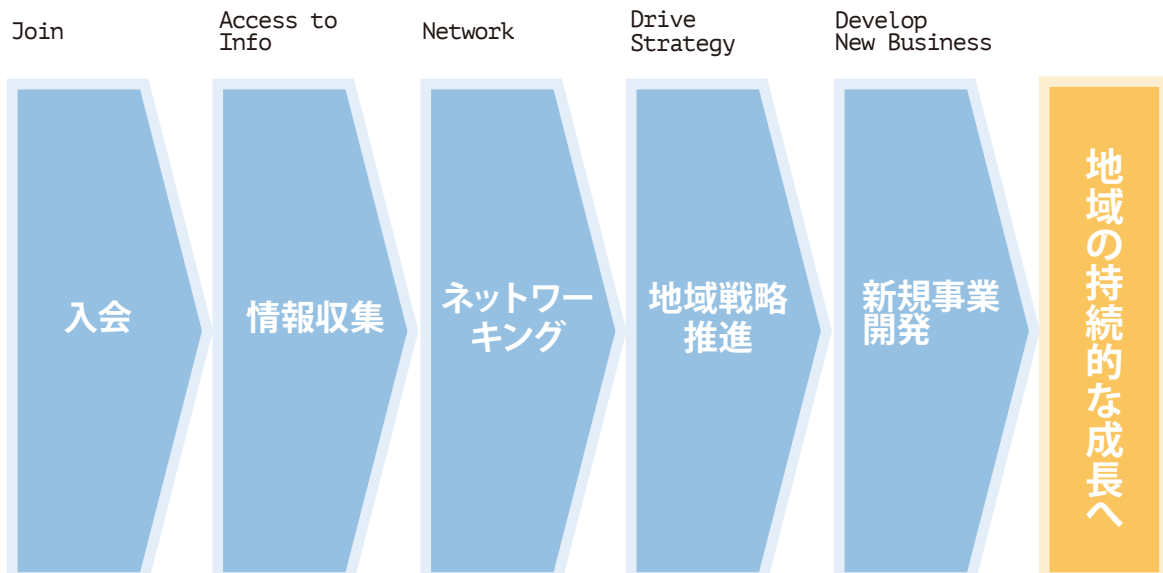 Join
Access to
Info
Network
Drive
Strategy
Develop
New Business
入会
情報収集
ネットワー
キング
地域戦略
推進
新規事業
開発
地域の持続的な成長へ